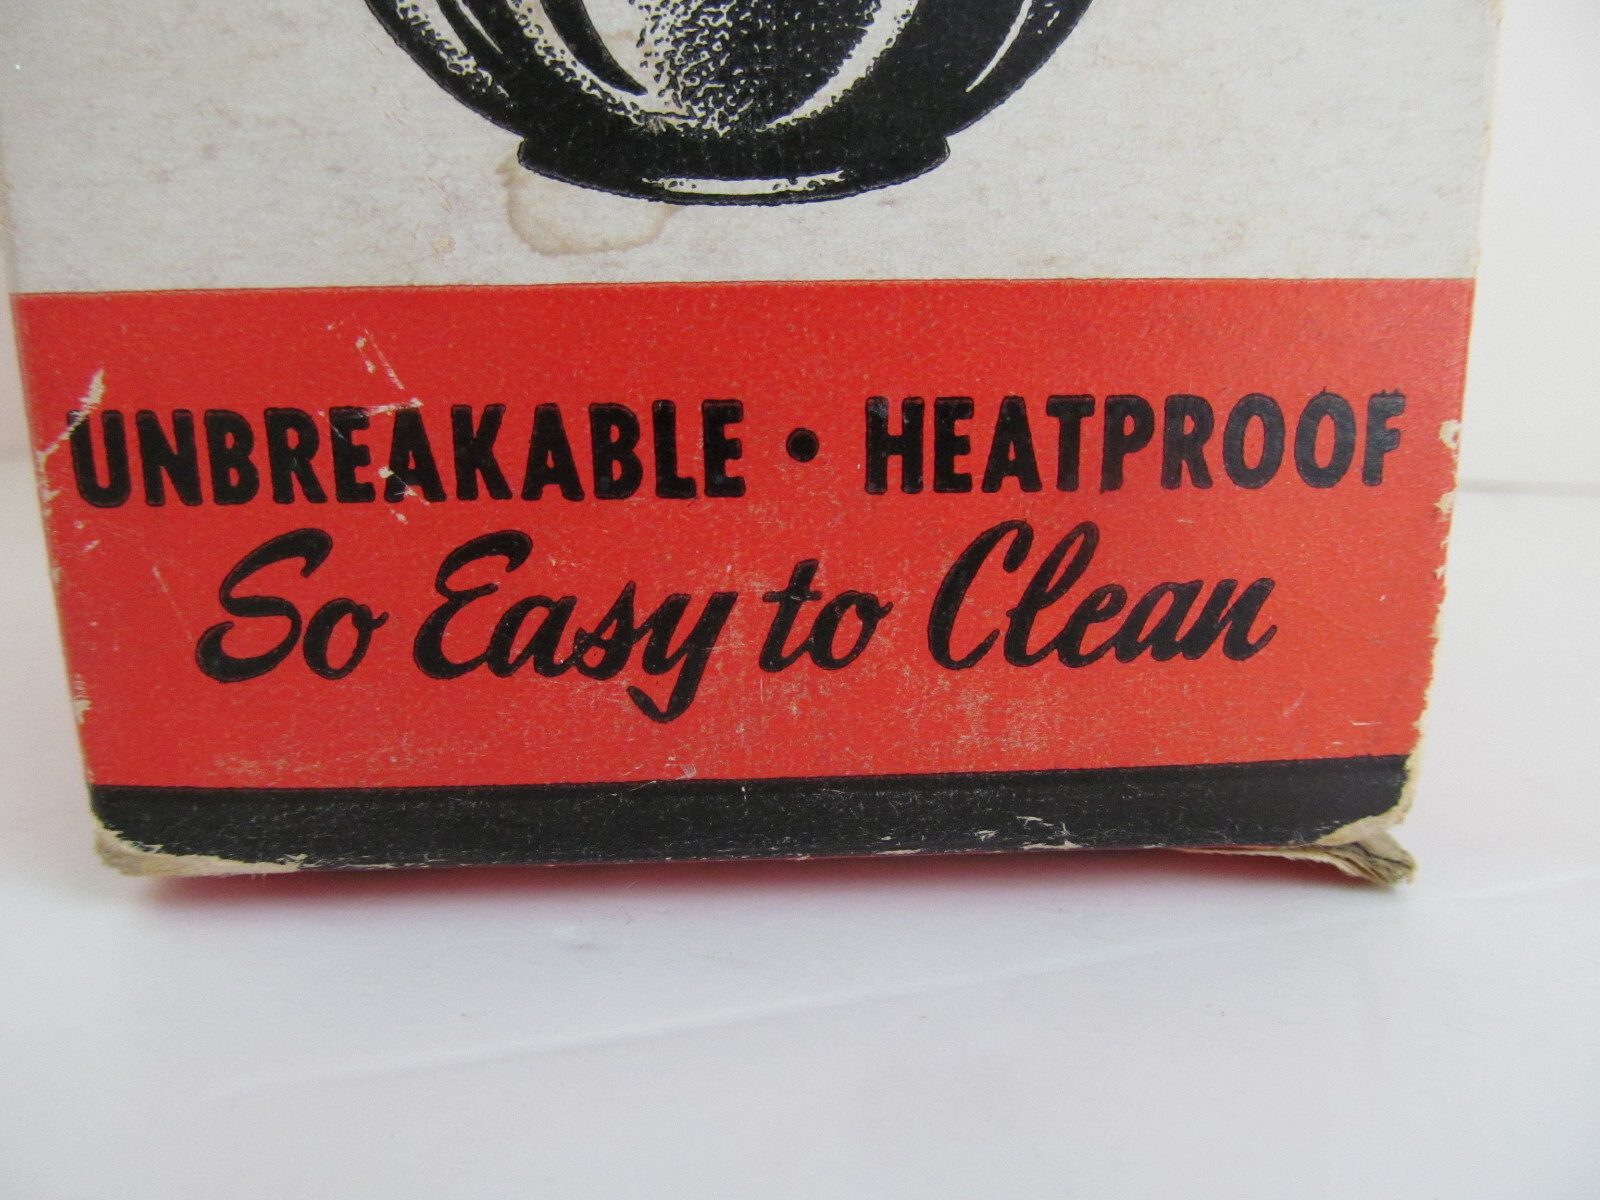 UNBREAKABLE • HEATPROOF
So Easy to Clean